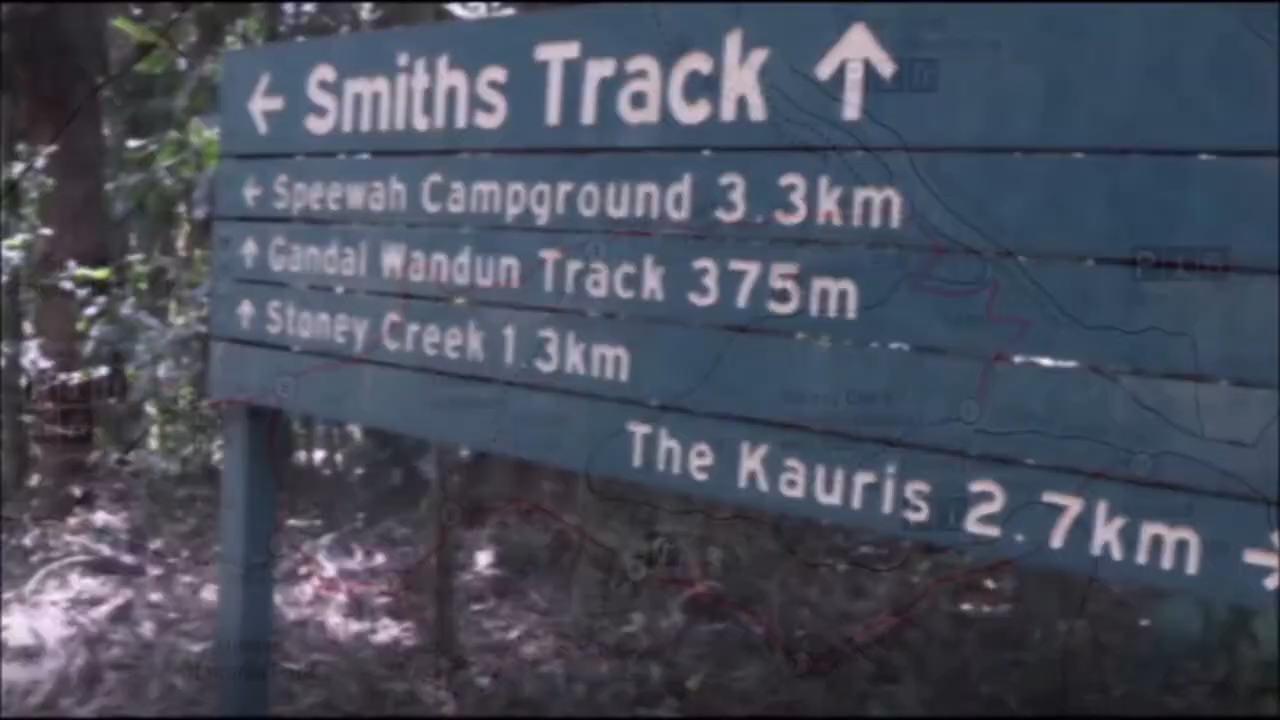 ← Smiths Track ↑
← Speewah Campground 3.3km
↑ Gandal Wandun Track 375m
↑ Stoney Creek 1.3km
The Kauris 2.7km →